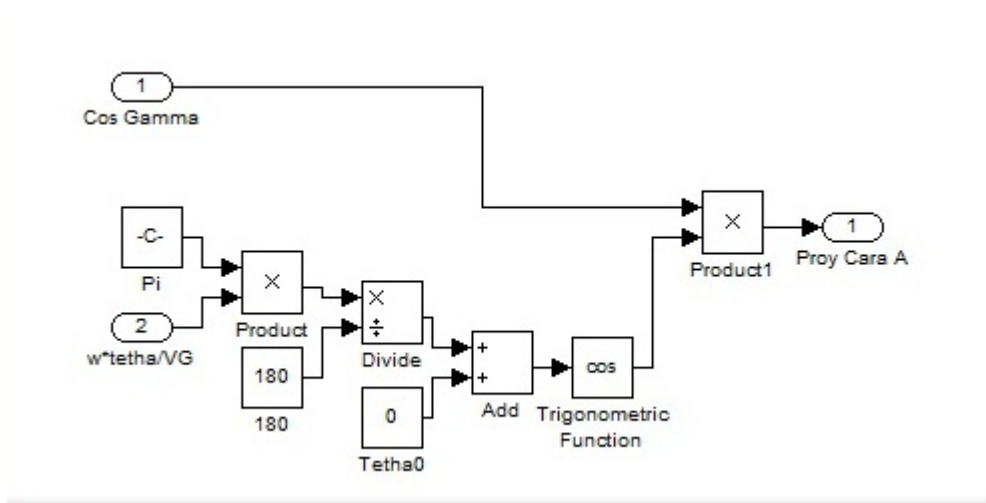 1
Cos Gamma
-C-
Pi
2
w*tetha/VG
×
Product
180
180
×
÷
Divide
0
Tetha0
+
+
Add
cos
Trigonometric
Function
×
Product1
1
Proy Cara A